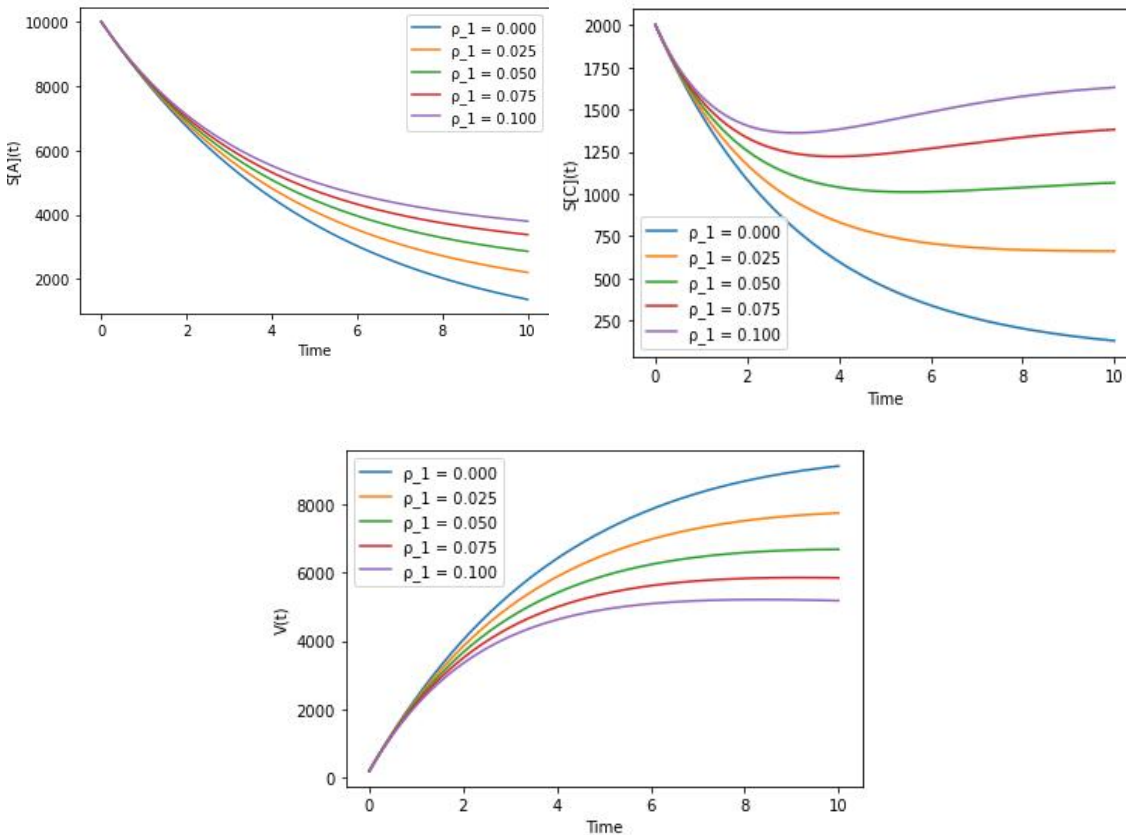 10000
8000
6000
4000
2000
S[A](t)
ρ_1 = 0.000
ρ_1 = 0.025
ρ_1 = 0.050
ρ_1 = 0.075
ρ_1 = 0.100
0 2 4 6 8 10
Time
2000
1750
1500
1250
1000
750
500
250
S[C](t)
ρ_1 = 0.000
ρ_1 = 0.025
ρ_1 = 0.050
ρ_1 = 0.075
ρ_1 = 0.100
0 2 4 6 8 10
Time
8000
6000
4000
2000
0
V(t)
ρ_1 = 0.000
ρ_1 = 0.025
ρ_1 = 0.050
ρ_1 = 0.075
ρ_1 = 0.100
0 2 4 6 8 10
Time